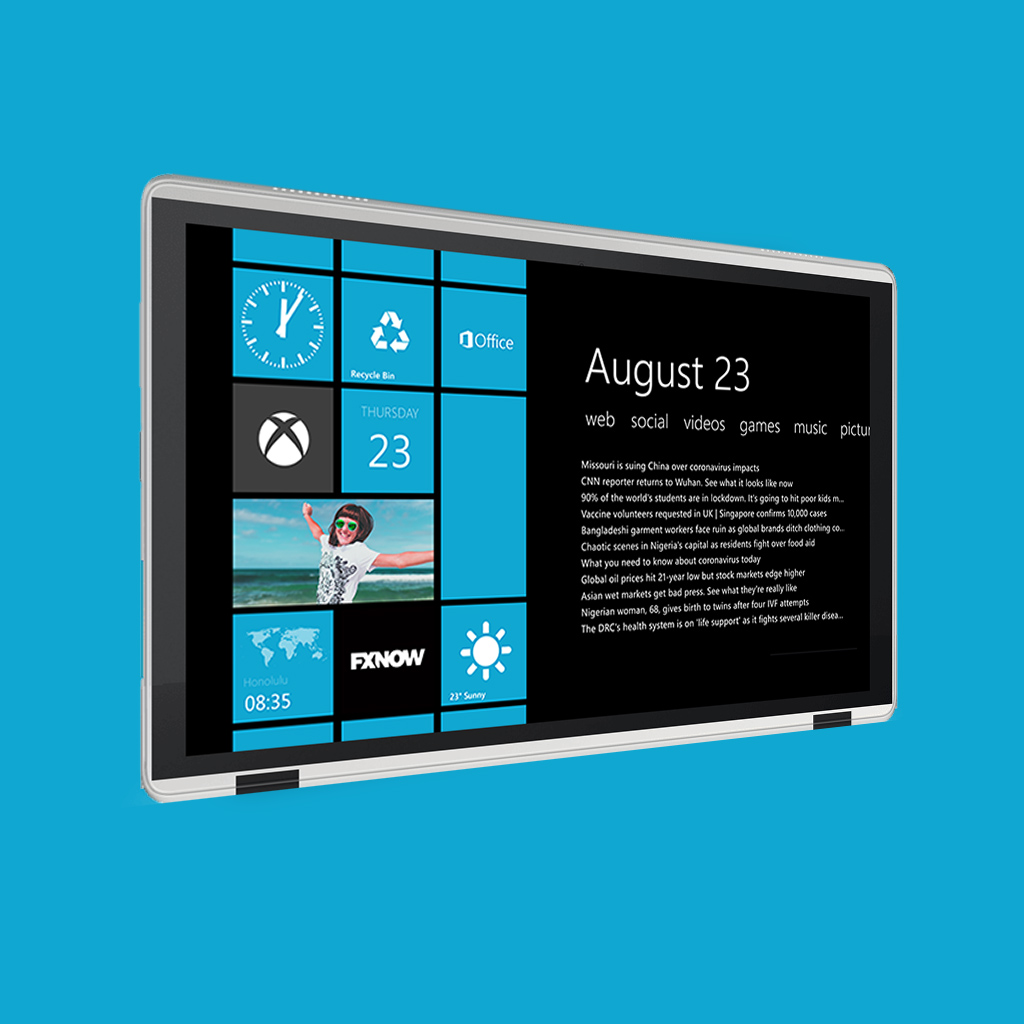 Recycle Bin
Office
THURSDAY
23
Honolulu
08:35
FXNOW
23° Sunny
August 23
web social videos games music pictur
Missouri is suing China over coronavirus impacts
CNN reporter returns to Wuhan. See what it looks like now
90% of the world's students are in lockdown. It's going to hit poor kids m...
Vaccine volunteers requested in UK | Singapore confirms 10,000 cases
Bangladeshi garment workers face ruin as global brands ditch clothing co...
Chaotic scenes in Nigeria's capital as residents fight over food aid
What you need to know about coronavirus today
Global oil prices hit 21-year low but stock markets edge higher
Asian wet markets get bad press. See what they're really like
Nigerian woman, 68, gives birth to twins after four IVF attempts
The DRC's health system is on 'life support' as it fights several killer disea...